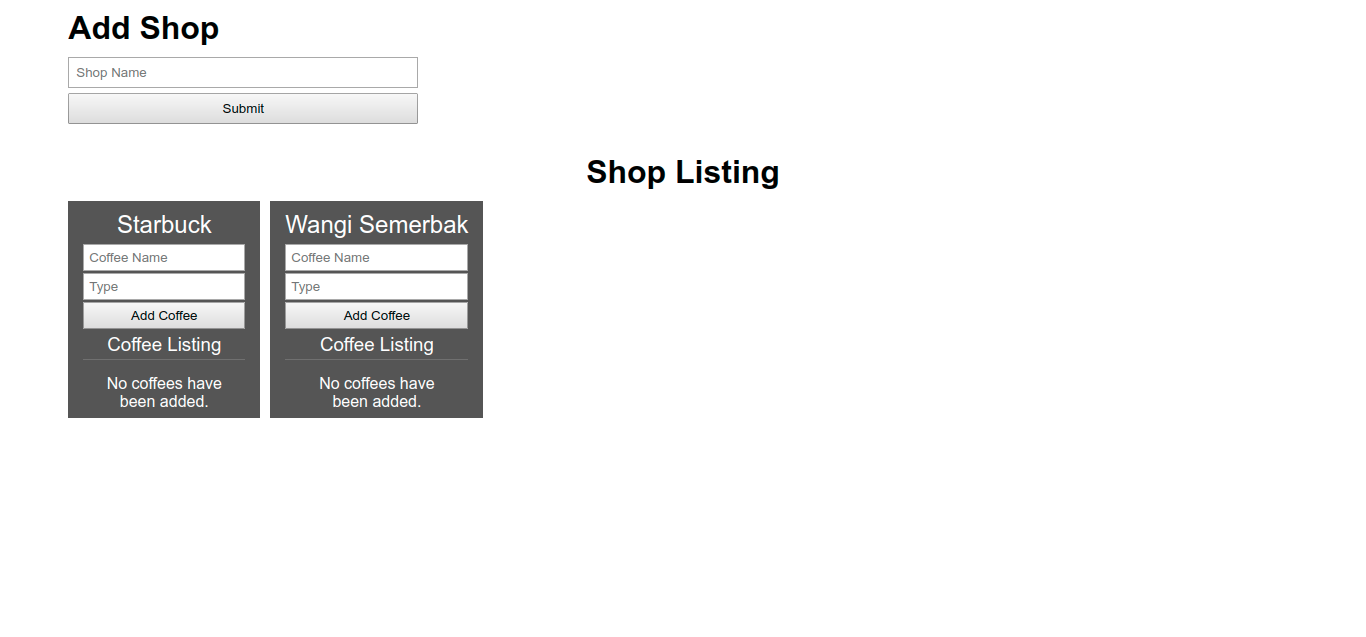 Add Shop
Shop Name
Submit
Shop Listing
Starbuck
Coffee Name
Type
Add Coffee
Coffee Listing
No coffees have
been added.
Wangi Semerbak
Coffee Name
Type
Add Coffee
Coffee Listing
No coffees have
been added.